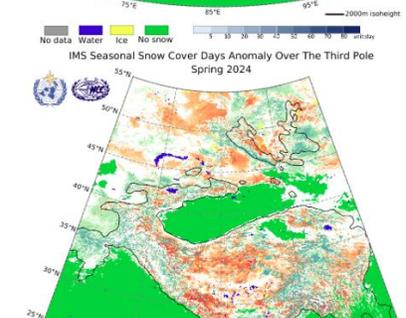 75°E
85°E
95°E
2000m isoheight
No data
Water
Ice
No snow
0 10 20 30 40 50 60 70 80 unit:day
IMS Seasonal Snow Cover Days Anomaly Over The Third Pole
Spring 2024
NCC
55°N
50°N
45°N
40°N
35°N
30°N
25°N